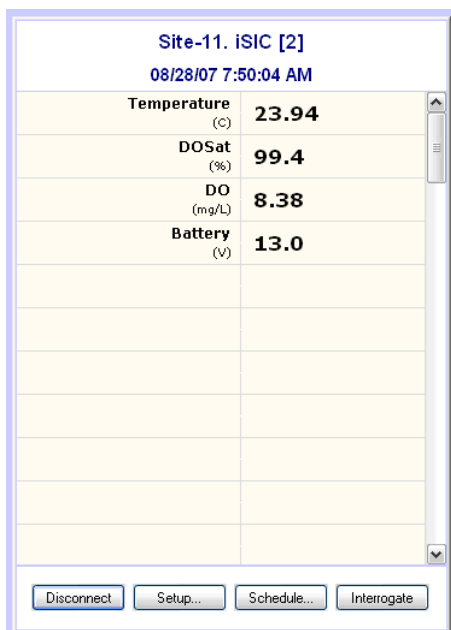 Site-11. iSIC [2]
08/28/07 7:50:04 AM
Temperature 23.94
(C)
DOSat 99.4
(%)
DO 8.38
(mg/L)
Battery 13.0
(V)
Disconnect Setup... Schedule... Interrogate